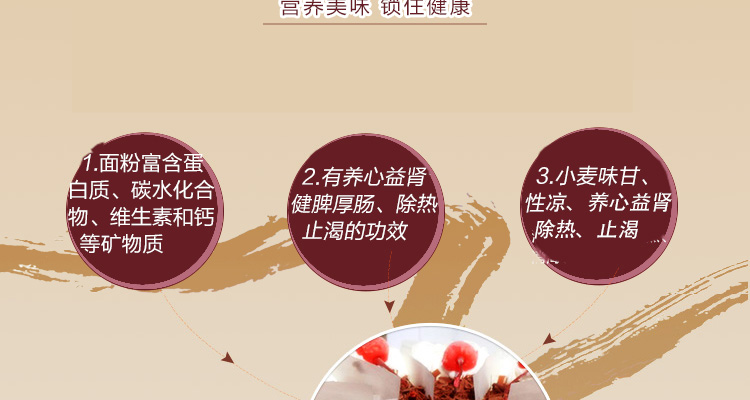 营养美味 锁住健康
1.面粉富含蛋
白质、碳水化合
物、维生素和钙
等矿物质
2.有养心益肾
健脾厚肠、除热
止渴的功效
3.小麦味甘、
性凉、养心益肾
除热、止渴